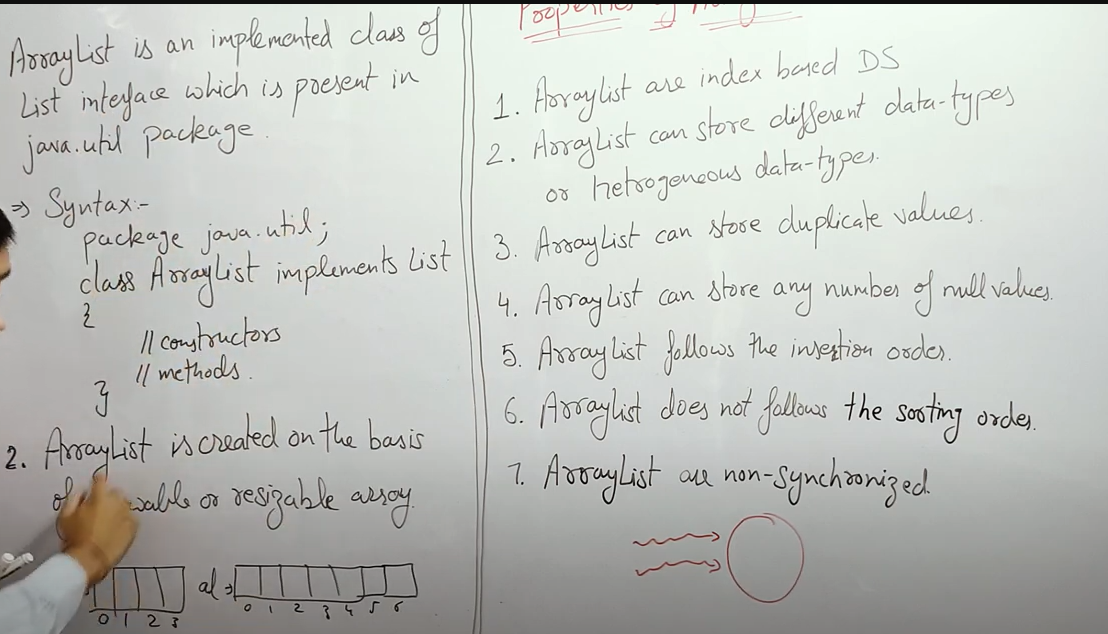 ArrayList is an implemented class of
List interface which is present in
java.util package.
⇒ Syntax:-
package java.util;
class ArrayList implements List
{
// constructors
// methods.
}
2. ArrayList is created on the basis
of or resizable array.
0 1 2 3
al ⇒
0 1 2 3 4 5 6
Properties of
1. ArrayList are index based DS
2. ArrayList can store different data-types
or hetrogeneous data-types.
3. ArrayList can store duplicate values.
4. ArrayList can store any number of null values.
5. ArrayList follows the insertion order.
6. ArrayList does not follows the sorting order.
7. ArrayList are non-synchronized.